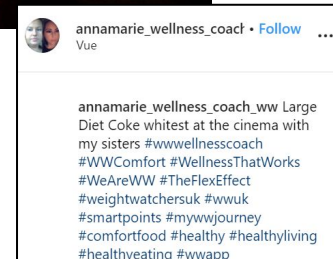 annamarie_wellness_coach • Follow ...
Vue
annamarie_wellness_coach_ww Large
Diet Coke whitest at the cinema with
my sisters #wwwellnesscoach
#WWComfort #WellnessThatWorks
#WeAreWW #TheFlexEffect
#weightwatchersuk #wwuk
#smartpoints #mywwjourney
#comfortfood #healthy #healthyliving
#healthyeating #wwapp